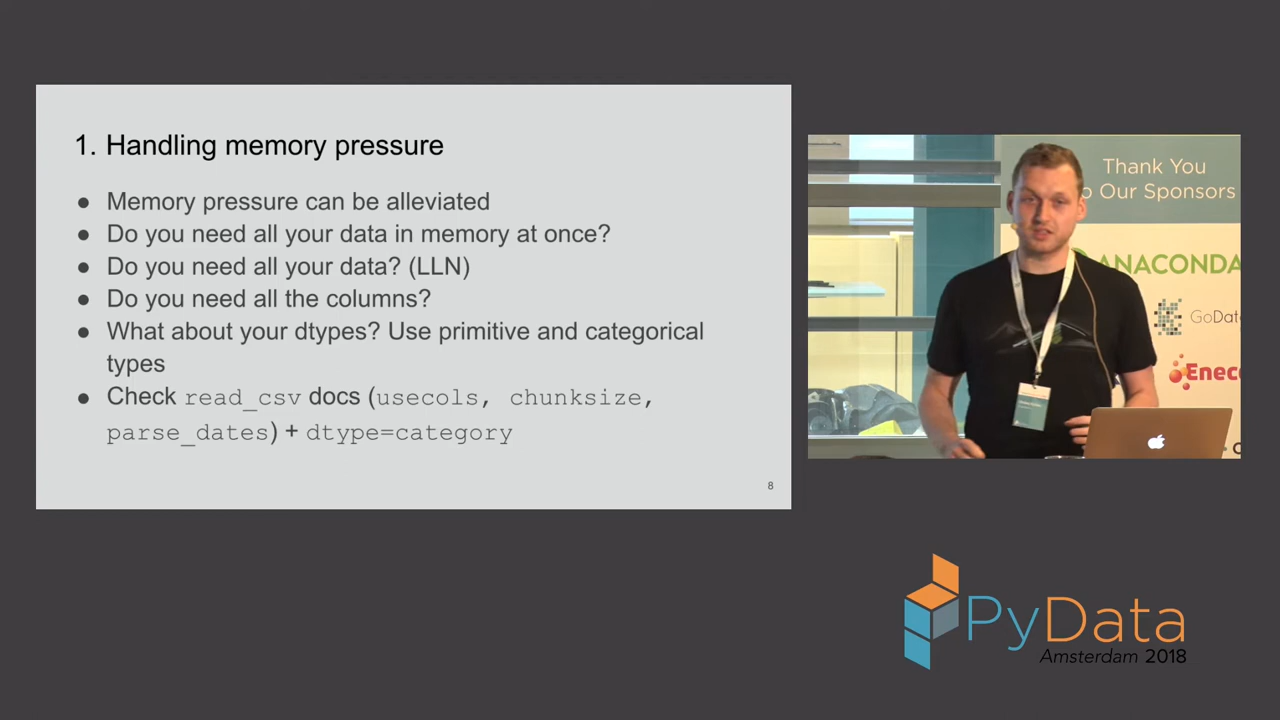 1. Handling memory pressure
● Memory pressure can be alleviated
● Do you need all your data in memory at once?
● Do you need all your data? (LLN)
● Do you need all the columns?
● What about your dtypes? Use primitive and categorical
types
● Check read_csv docs (usecols, chunksize,
parse_dates) + dtype=category
8
Thank You
o Our Sponsors
ANACONDA
GoData
Enec
PyData
Amsterdam 2018